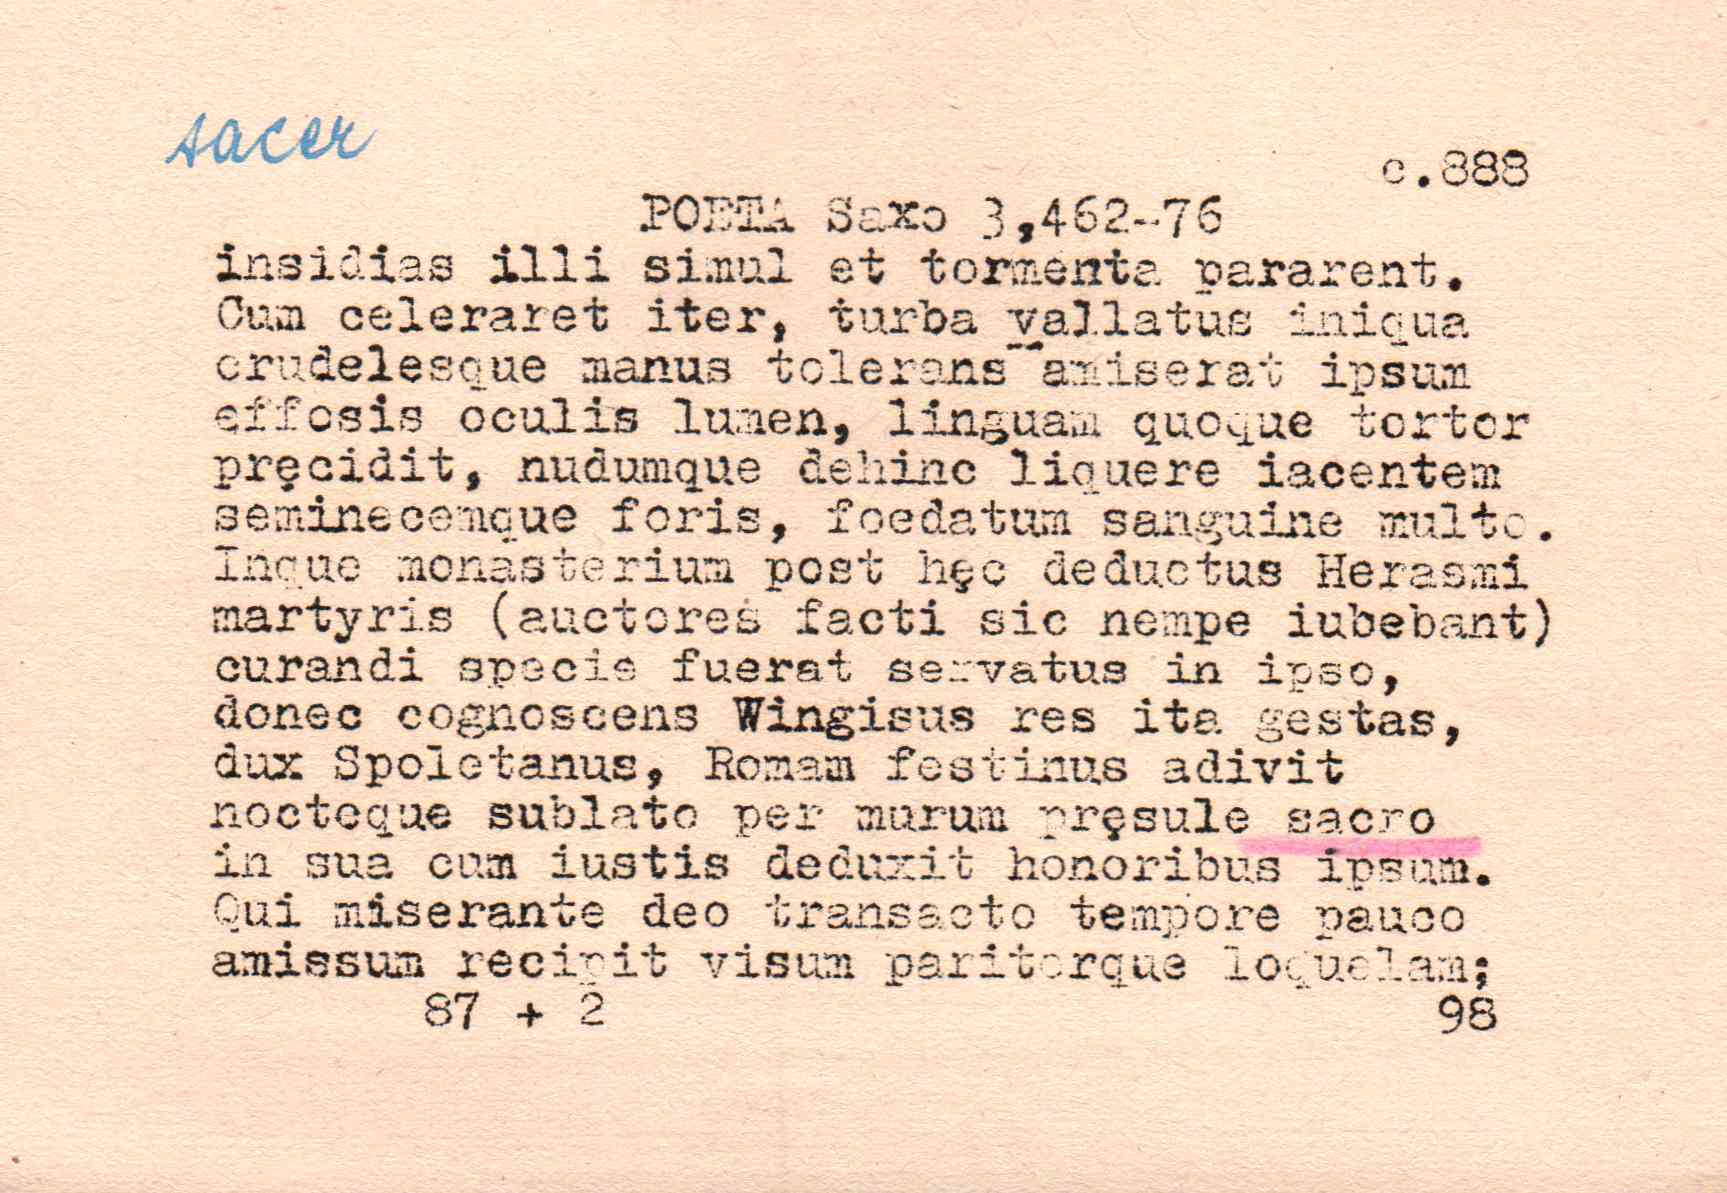 sacer
c.888
POETA Saxo 3,462-76
insidias illi simul et tormenta pararent.
Cum celeraret iter, turba vallatus iniqua
crudelesque manus tolerans amiserat ipsum
effosis oculis lumen, linguam quoque tortor
pręcidit, nudumque dehinc liquere iacentem
seminecemque foris, foedatum sanguine multo.
Inque monasterium post hęc deductus Herasmi
martyris (auctores facti sic nempe iubebant)
curandi specie fuerat servatus in ipso,
donec cognoscens Wingisus res ita gestas,
dux Spoletanus, Romam festinus adivit
nocteque sublato per murum pręsule sacro
in sua cum iustis deduxit honoribus ipsum.
Qui miserante deo transacto tempore pauco
amissum recipit visum pariterque loquelam;
87 + 2 98